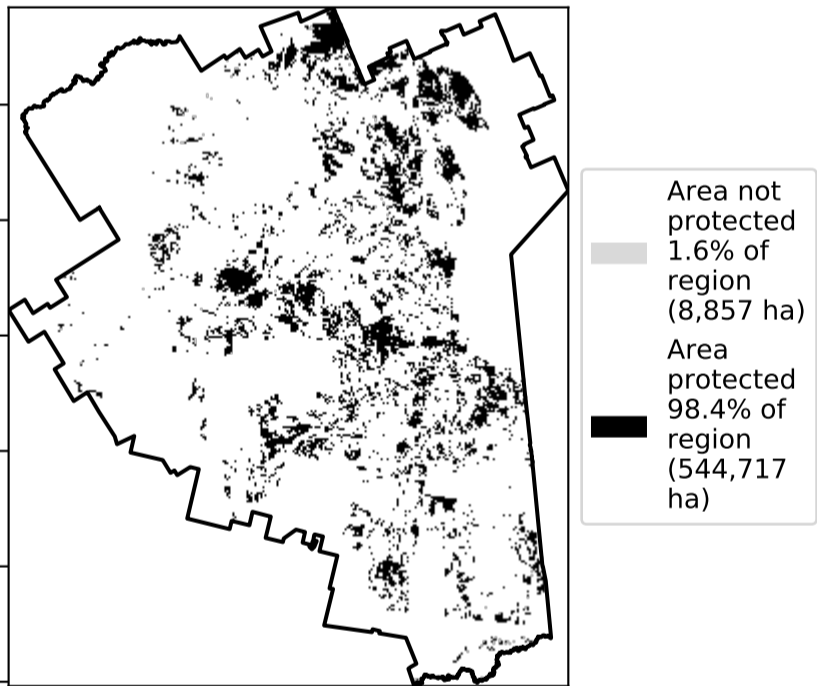 Area not
protected
1.6% of
region
(8,857 ha)
Area
protected
98.4% of
region
(544,717
ha)